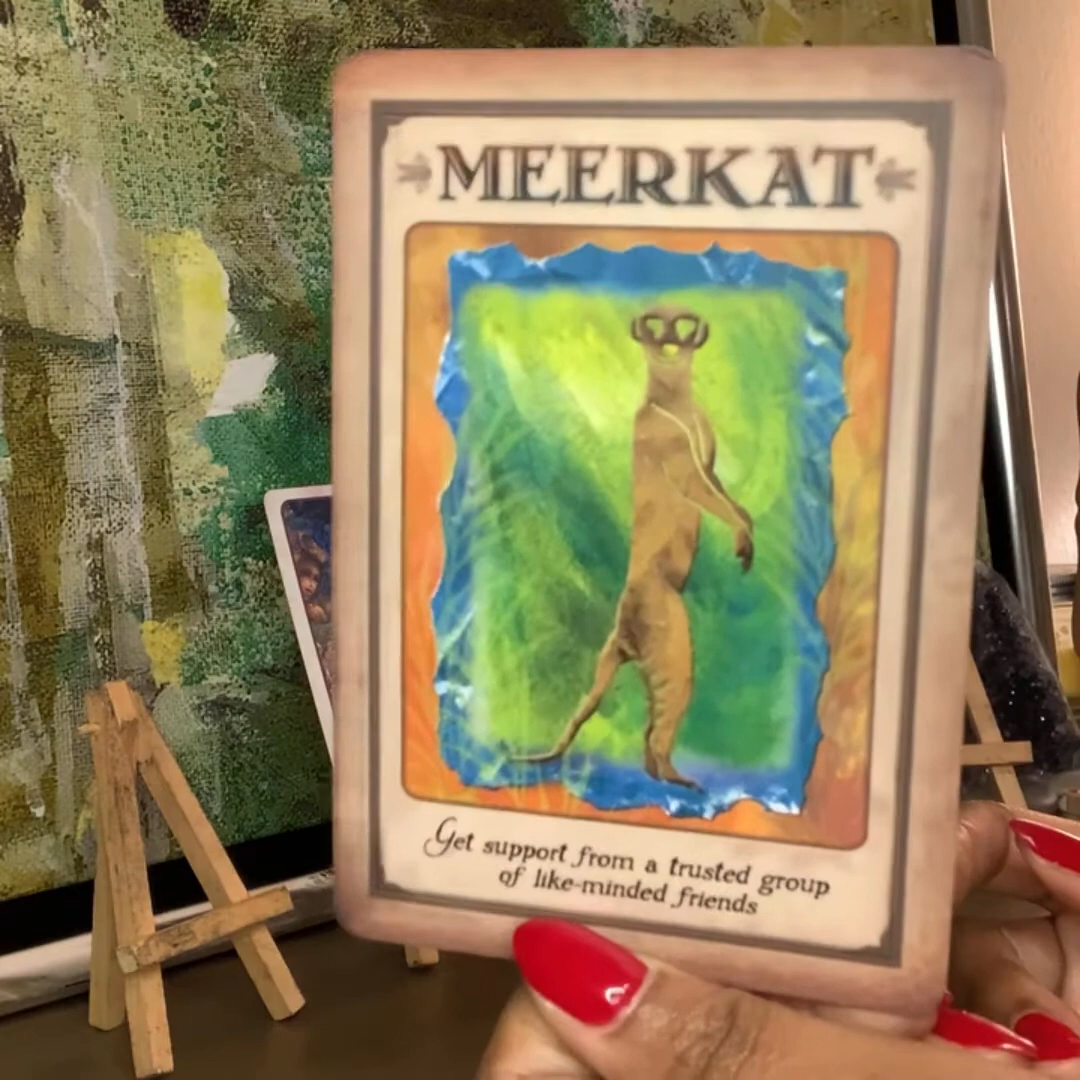 MEERKAT
Get support from a trusted group
of like-minded friends